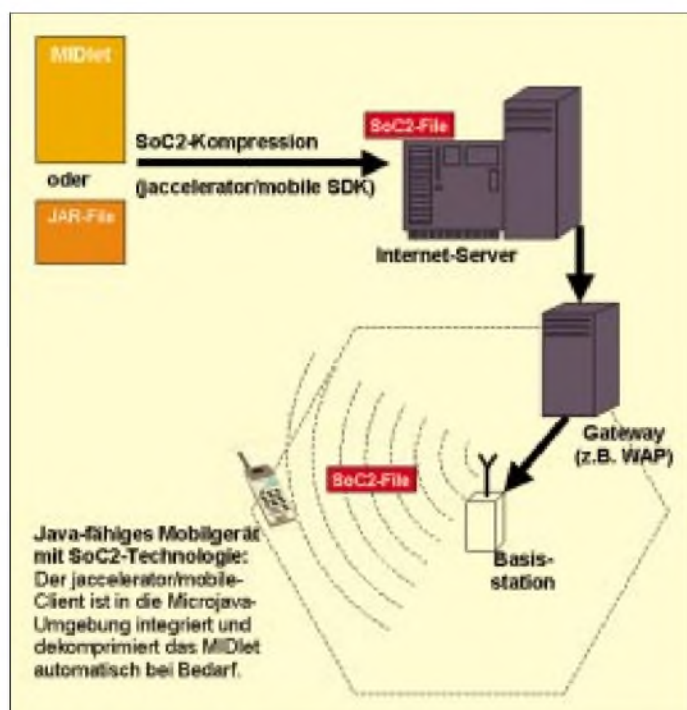 MIDlet
SoC2-File
SoC2-Kompression
oder
(jaccelerator/mobile SDK)
JAR-File
Internet-Server
Gateway
(z.B. WAP)
SoC2-File
Java-fähiges Mobilgerät
mit SoC2-Technologie:
Der jaccelerator/mobile-
Client ist in die Microjava-
Umgebung integriert und
dekomprimiert das MIDlet
automatisch bei Bedarf.
Basis-
station